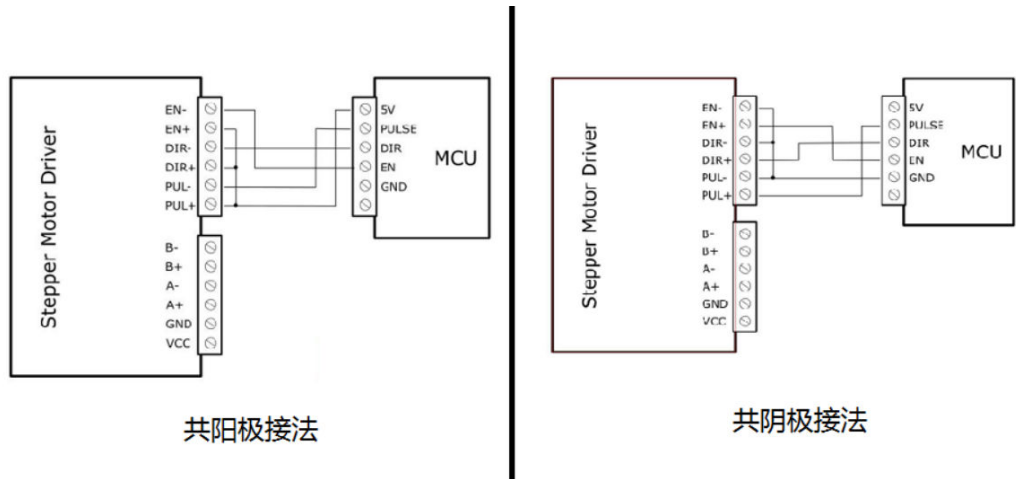 Stepper Motor Driver
EN-
EN+
DIR-
DIR+
PUL-
PUL+
B-
B+
A-
A+
GND
VCC
5V
PULSE
DIR
EN
GND
MCU
共阳极接法
Stepper Motor Driver
EN-
EN+
DIR-
DIR+
PUL-
PUL+
B-
B+
A-
A+
GND
VCC
5V
PULSE
DIR
EN
GND
MCU
共阴极接法